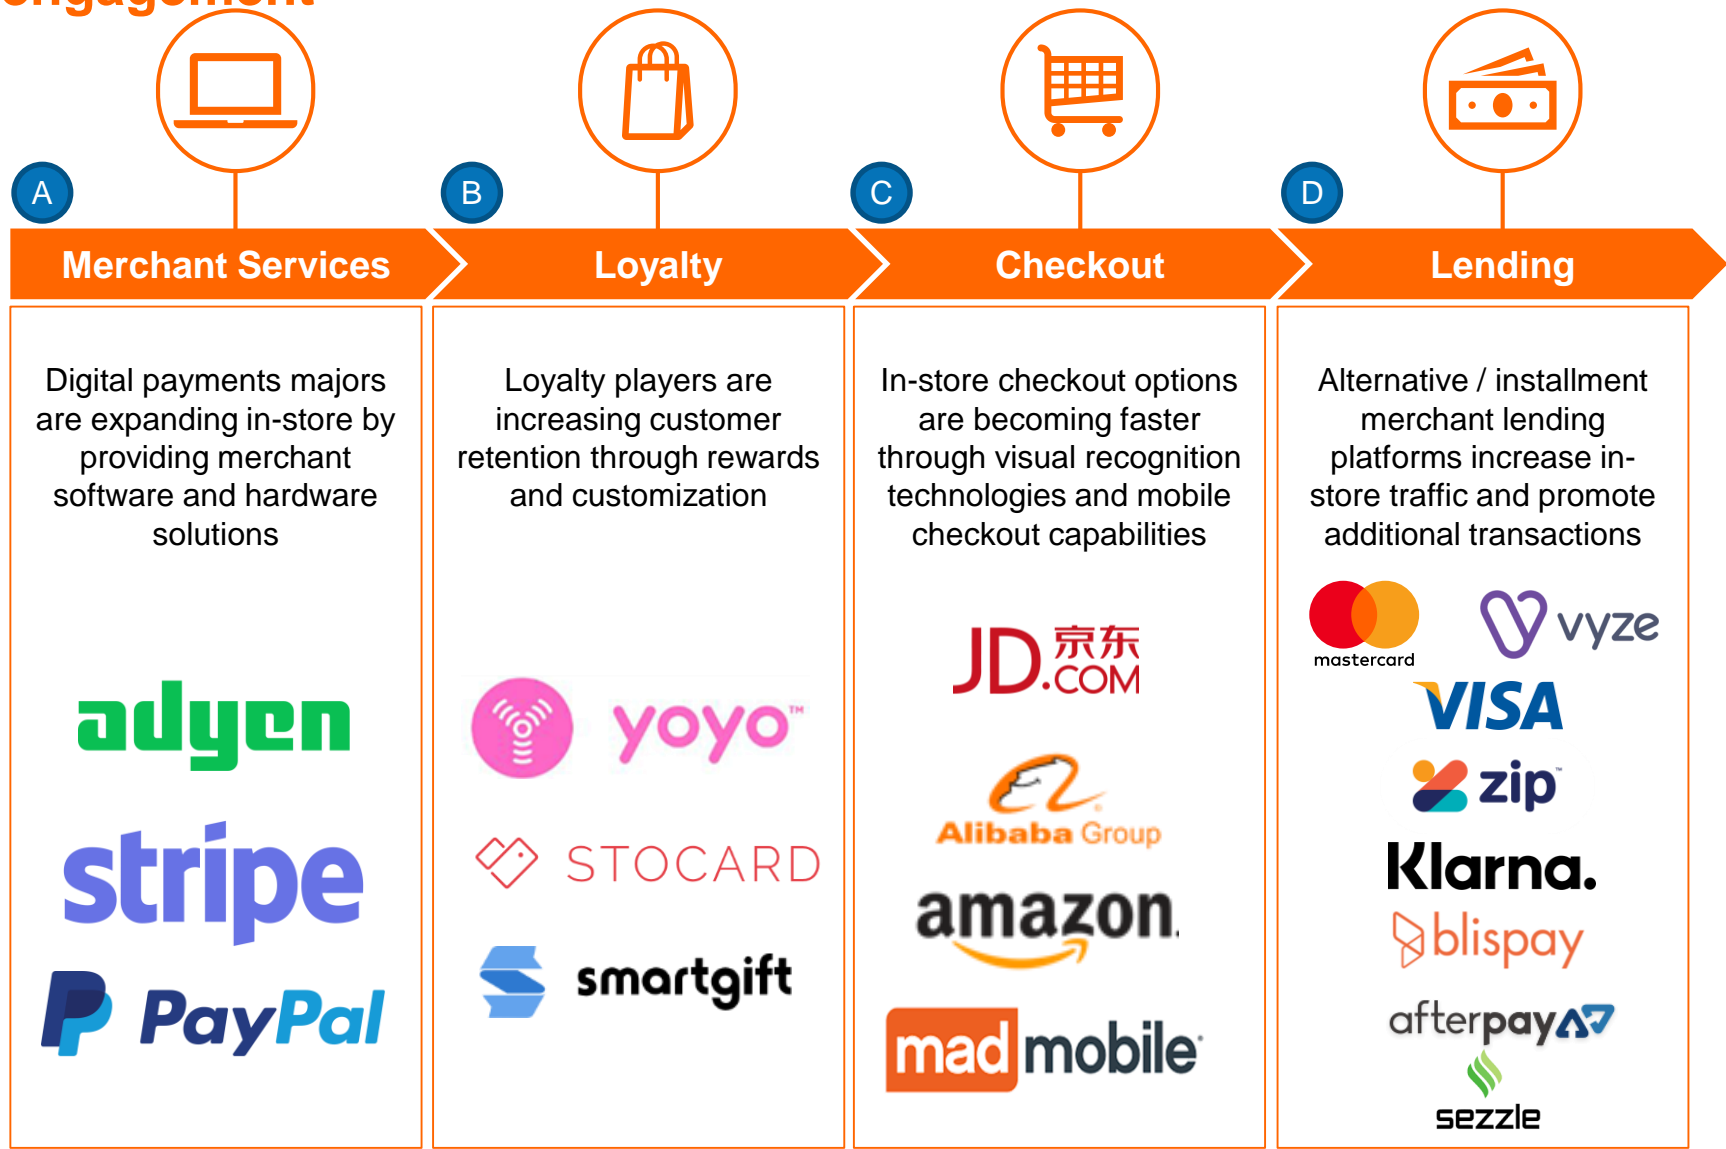 engagement
A
B
C
D
Merchant Services
Loyalty
Checkout
Lending
Digital payments majors
are expanding in-store by
providing merchant
software and hardware
solutions
adyen
stripe
PayPal
Loyalty players are
increasing customer
retention through rewards
and customization
yoyo™
STOCARD
smartgift
In-store checkout options
are becoming faster
through visual recognition
technologies and mobile
checkout capabilities
JD.COM 京东
Alibaba Group
amazon
mad mobile
Alternative / installment
merchant lending
platforms increase in-
store traffic and promote
additional transactions
mastercard
vyze
VISA
zip™
Klarna.
blispay
afterpay
sezzle